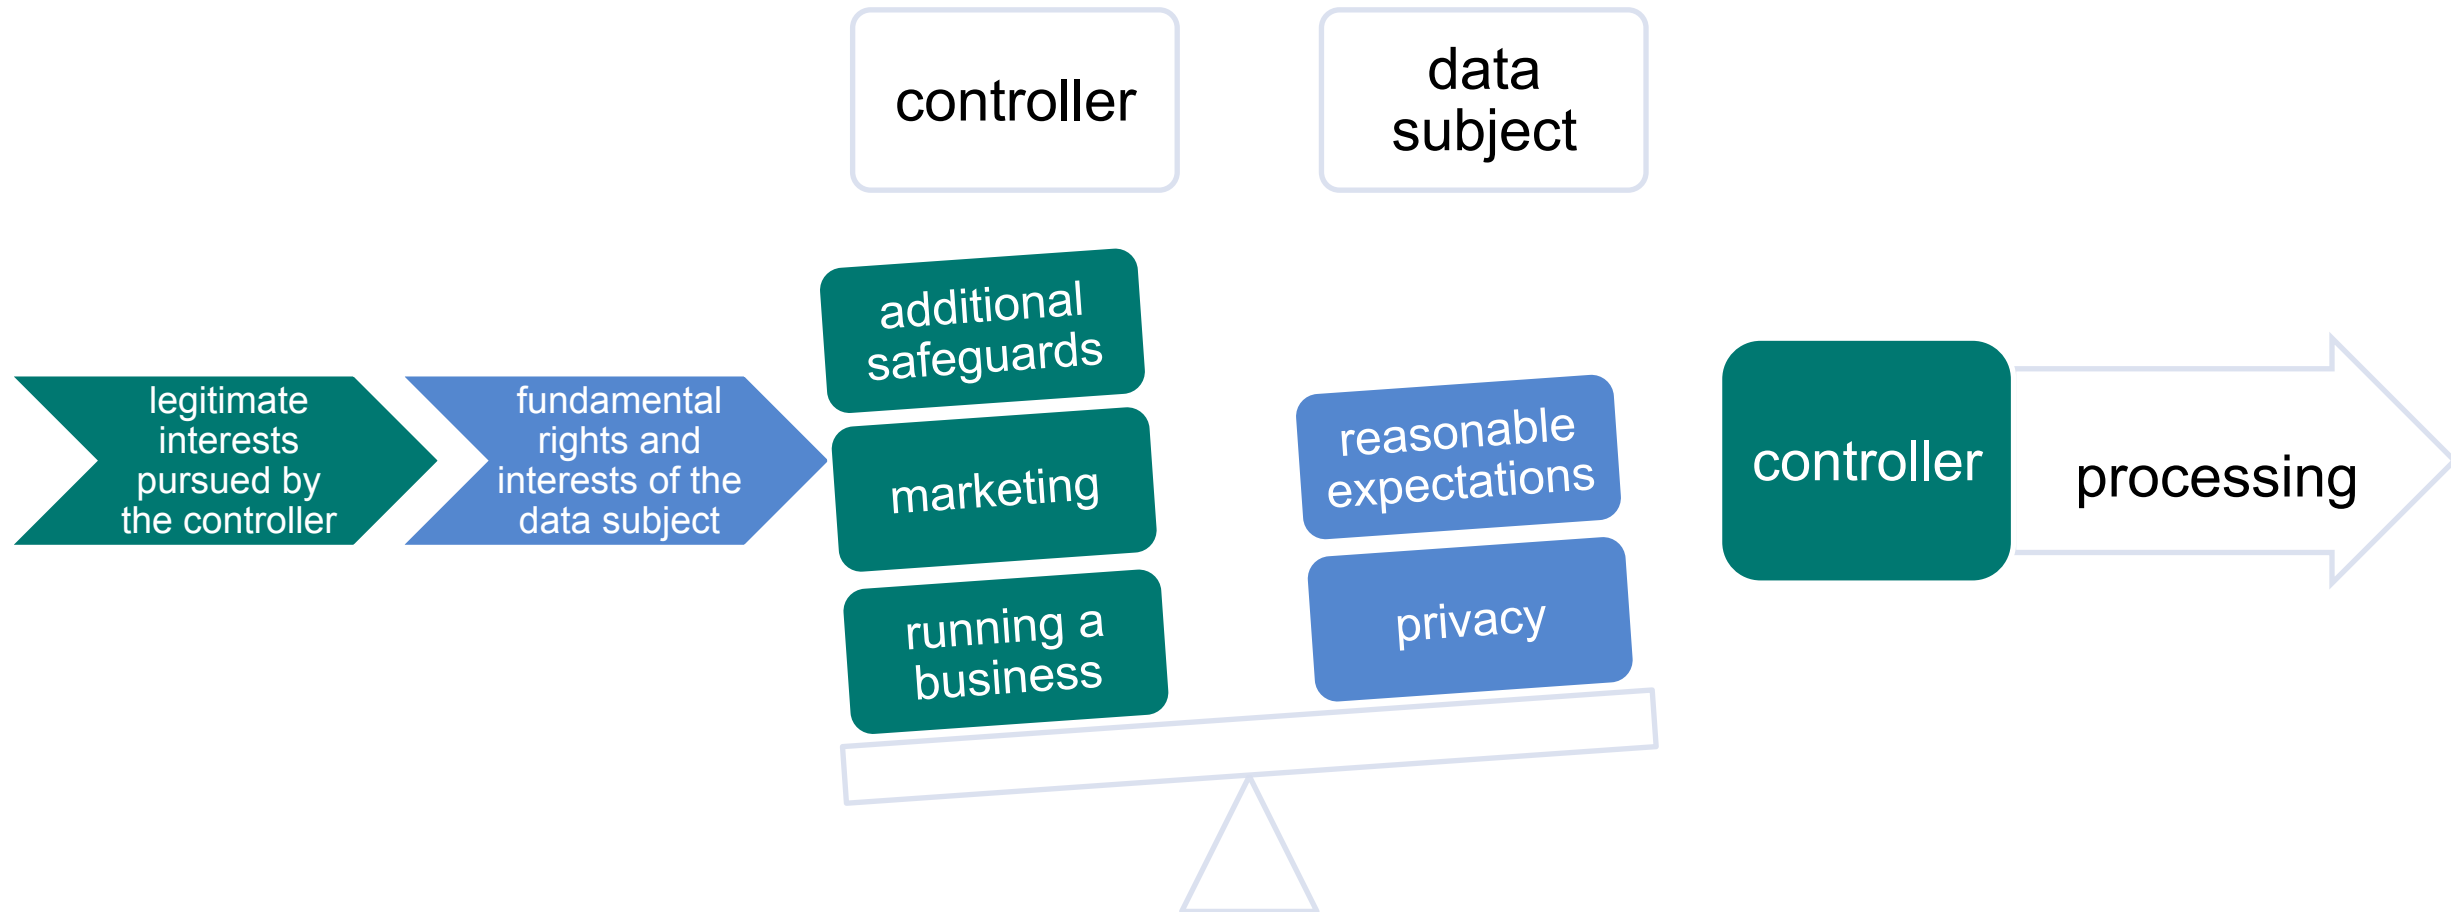 legitimate
interests
pursued by
the controller
fundamental
rights and
interests of the
data subject
controller
data
subject
additional
safeguards
marketing
running a
business
reasonable
expectations
privacy
controller
processing